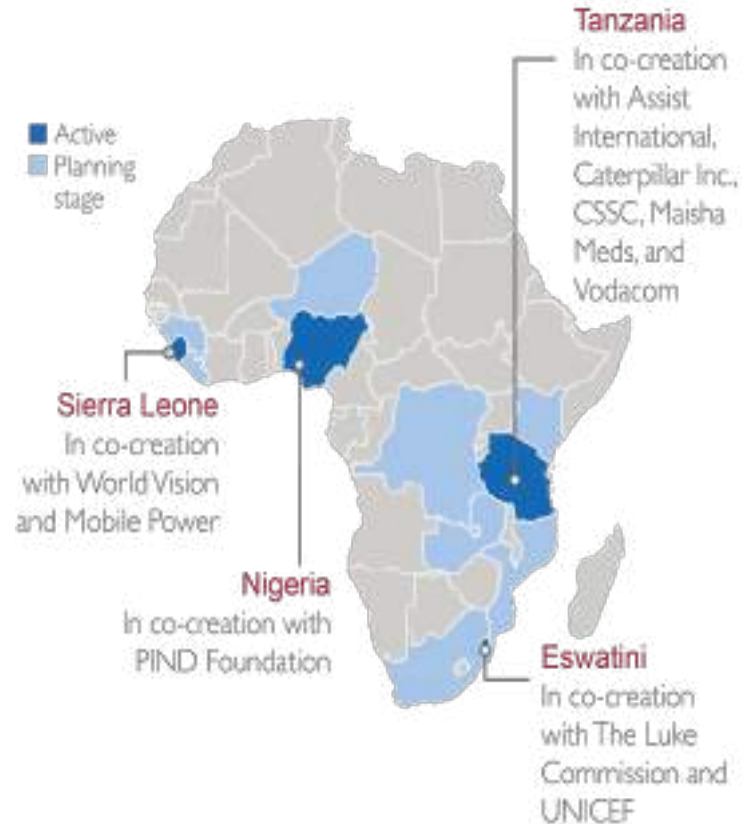 Tanzania
In co-creation
with Assist
International,
Caterpillar Inc.,
CSSC, Maisha
Meds, and
Vodacom
Active
Planning
stage
Sierra Leone
In co-creation
with World Vision
and Mobile Power
Nigeria
In co-creation with
PIND Foundation
Eswatini
In co-creation
with The Luke
Commission and
UNICEF